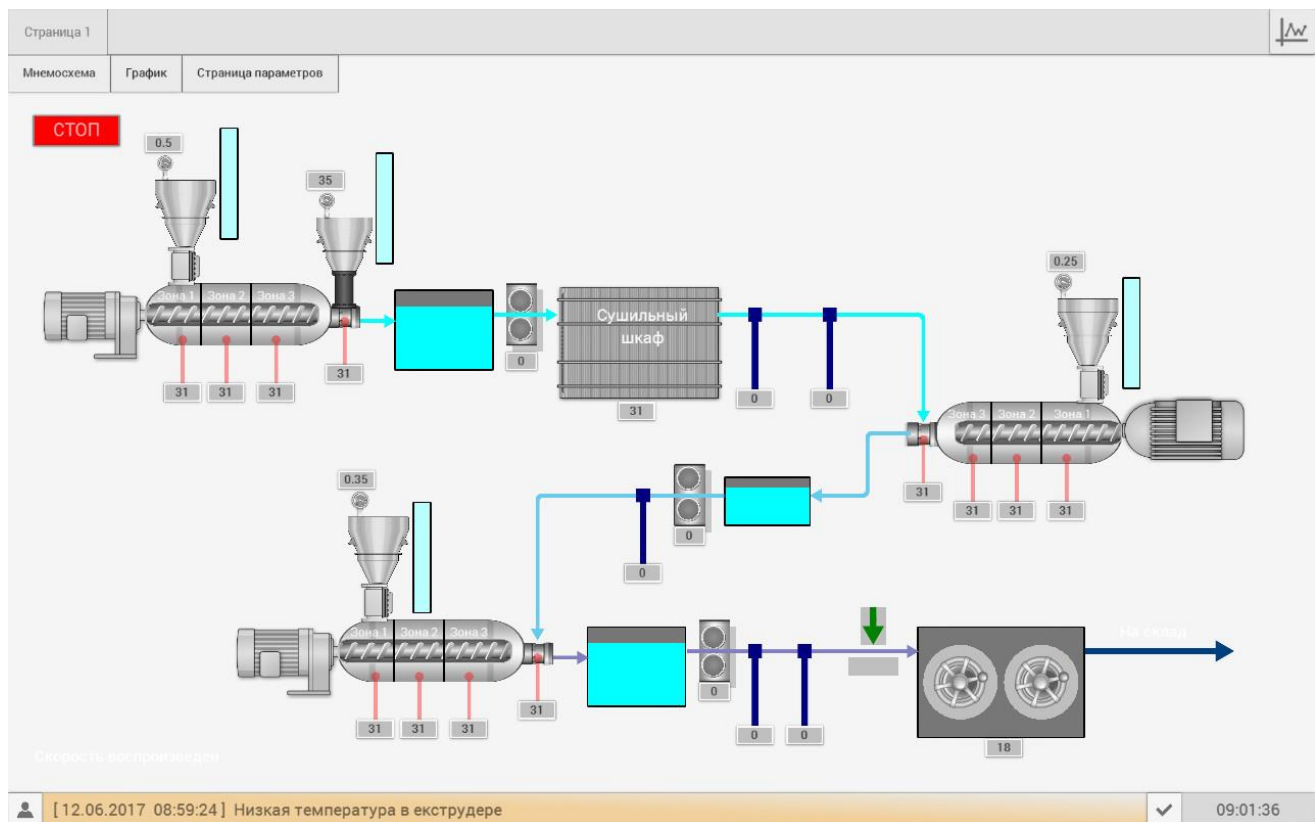 Страница 1
Мнемосхема График Страница параметров
СТОП
0.5
35
0.25
Зона 1 Зона 2 Зона 3
Сушильный
шкаф
31
0
0 0
31 31 31
31
Зона 3 Зона 2 Зона 1
0.35
31
31 31 31
0
0
Зона 1 Зона 2 Зона 3
На склад
31
0
31 31 31
0 0
18
Скорость воспроизведен
[ 12.06.2017 08:59:24 ] Низкая температура в екструдере
09:01:36